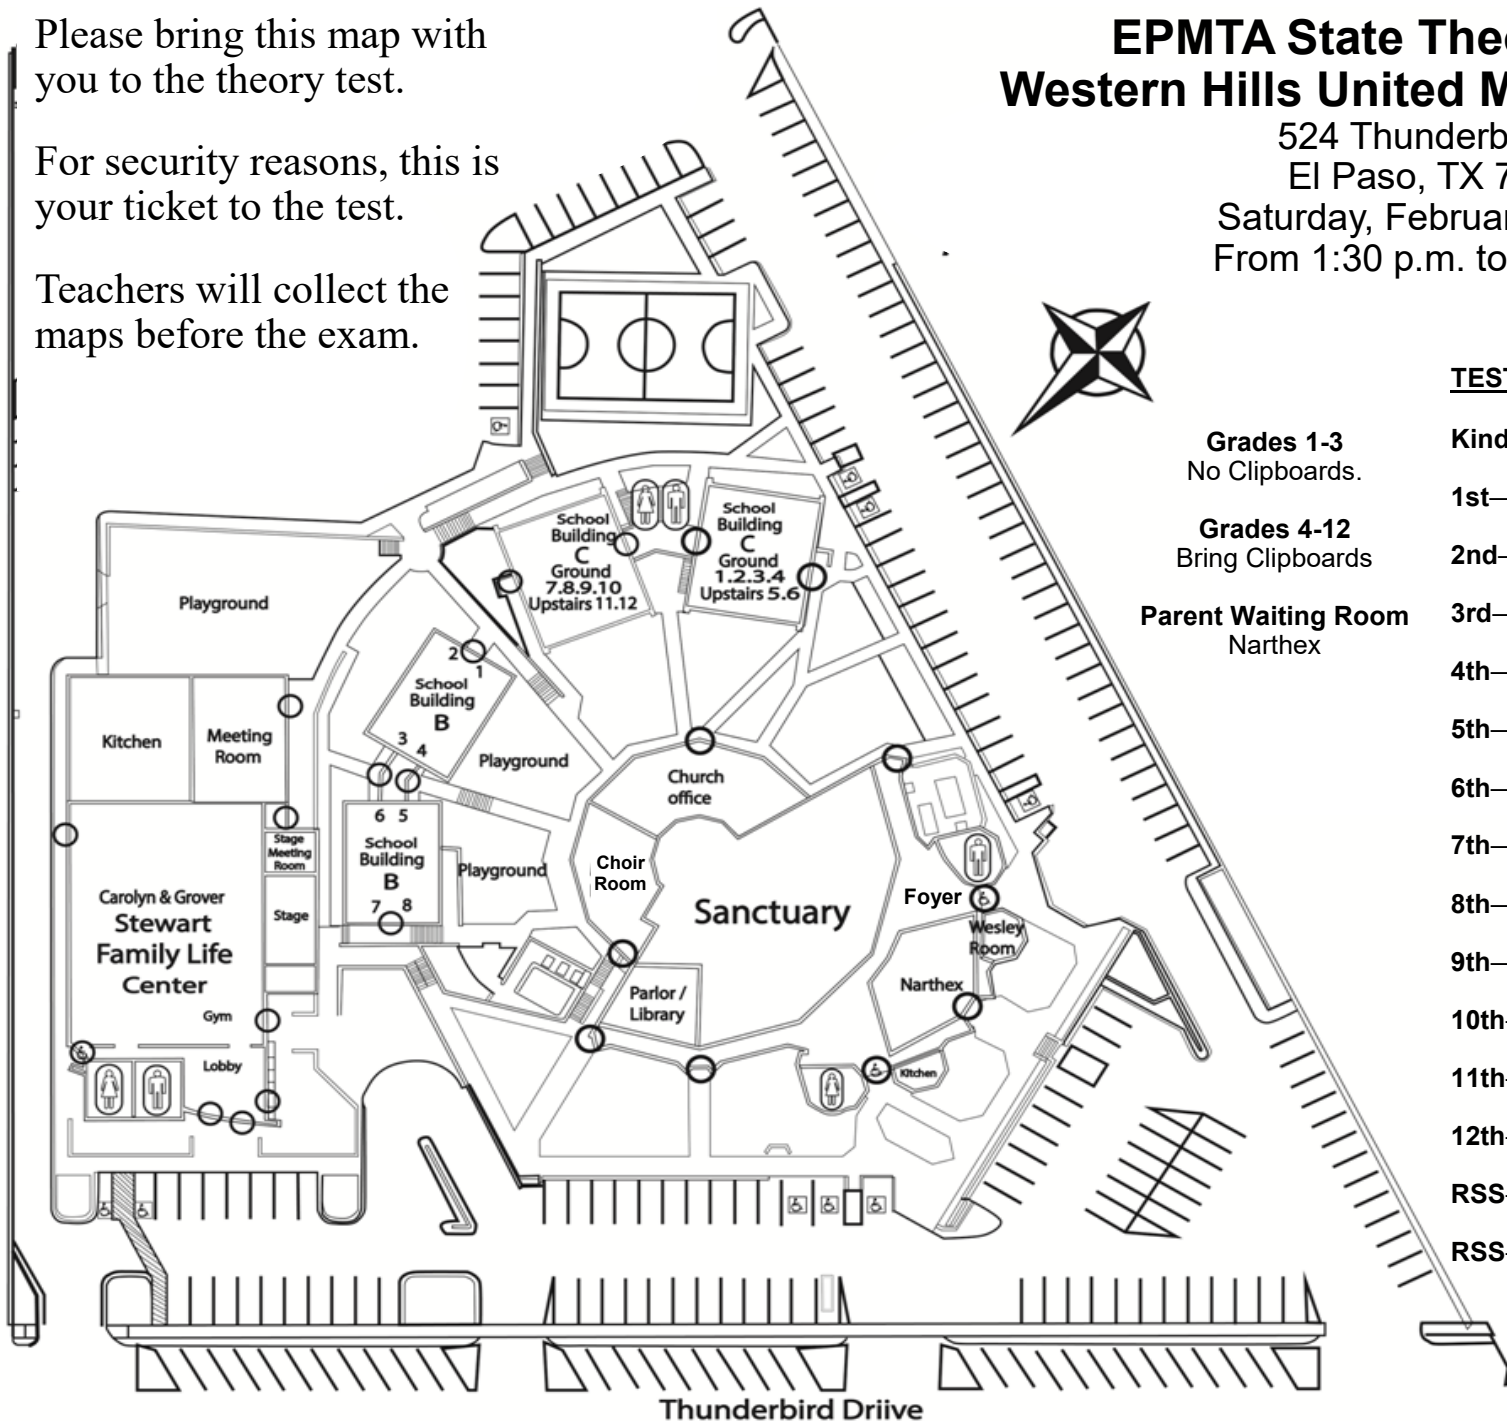 Please bring this map with
you to the theory test.
For security reasons, this is
your ticket to the test.
Teachers will collect the
maps before the exam.
EPMTA State
Western Hills United
524
El Paso, TX
Saturday,
From 1:30 p.m. to
Grades 1-3
No Clipboards.
Grades 4-12
Bring Clipboards
Parent Waiting Room
Narthex
1st—
2nd—
3rd—
4th—
5th—
6th—
7th—
8th—
9th—
10th
11th
12th
RSS
RSS
School
Building
C
Ground
7.8.9.10
Upstairs 11.12
School
Building
C
Ground
1.2.3.4
Upstairs 5.6
Playground
2
1
School
Building
B
3
4
Kitchen
Meeting
Room
Playground
Church
office
6 5
School
Building
B
7 8
Stage
Meeting
Room
Playground
Choir
Room
Carolyn & Grover
Stewart
Family Life
Center
Stage
Sanctuary
Foyer
Wesley
Room
Narthex
Parlor /
Library
Gym
Lobby
Kitchen
Thunderbird Driive